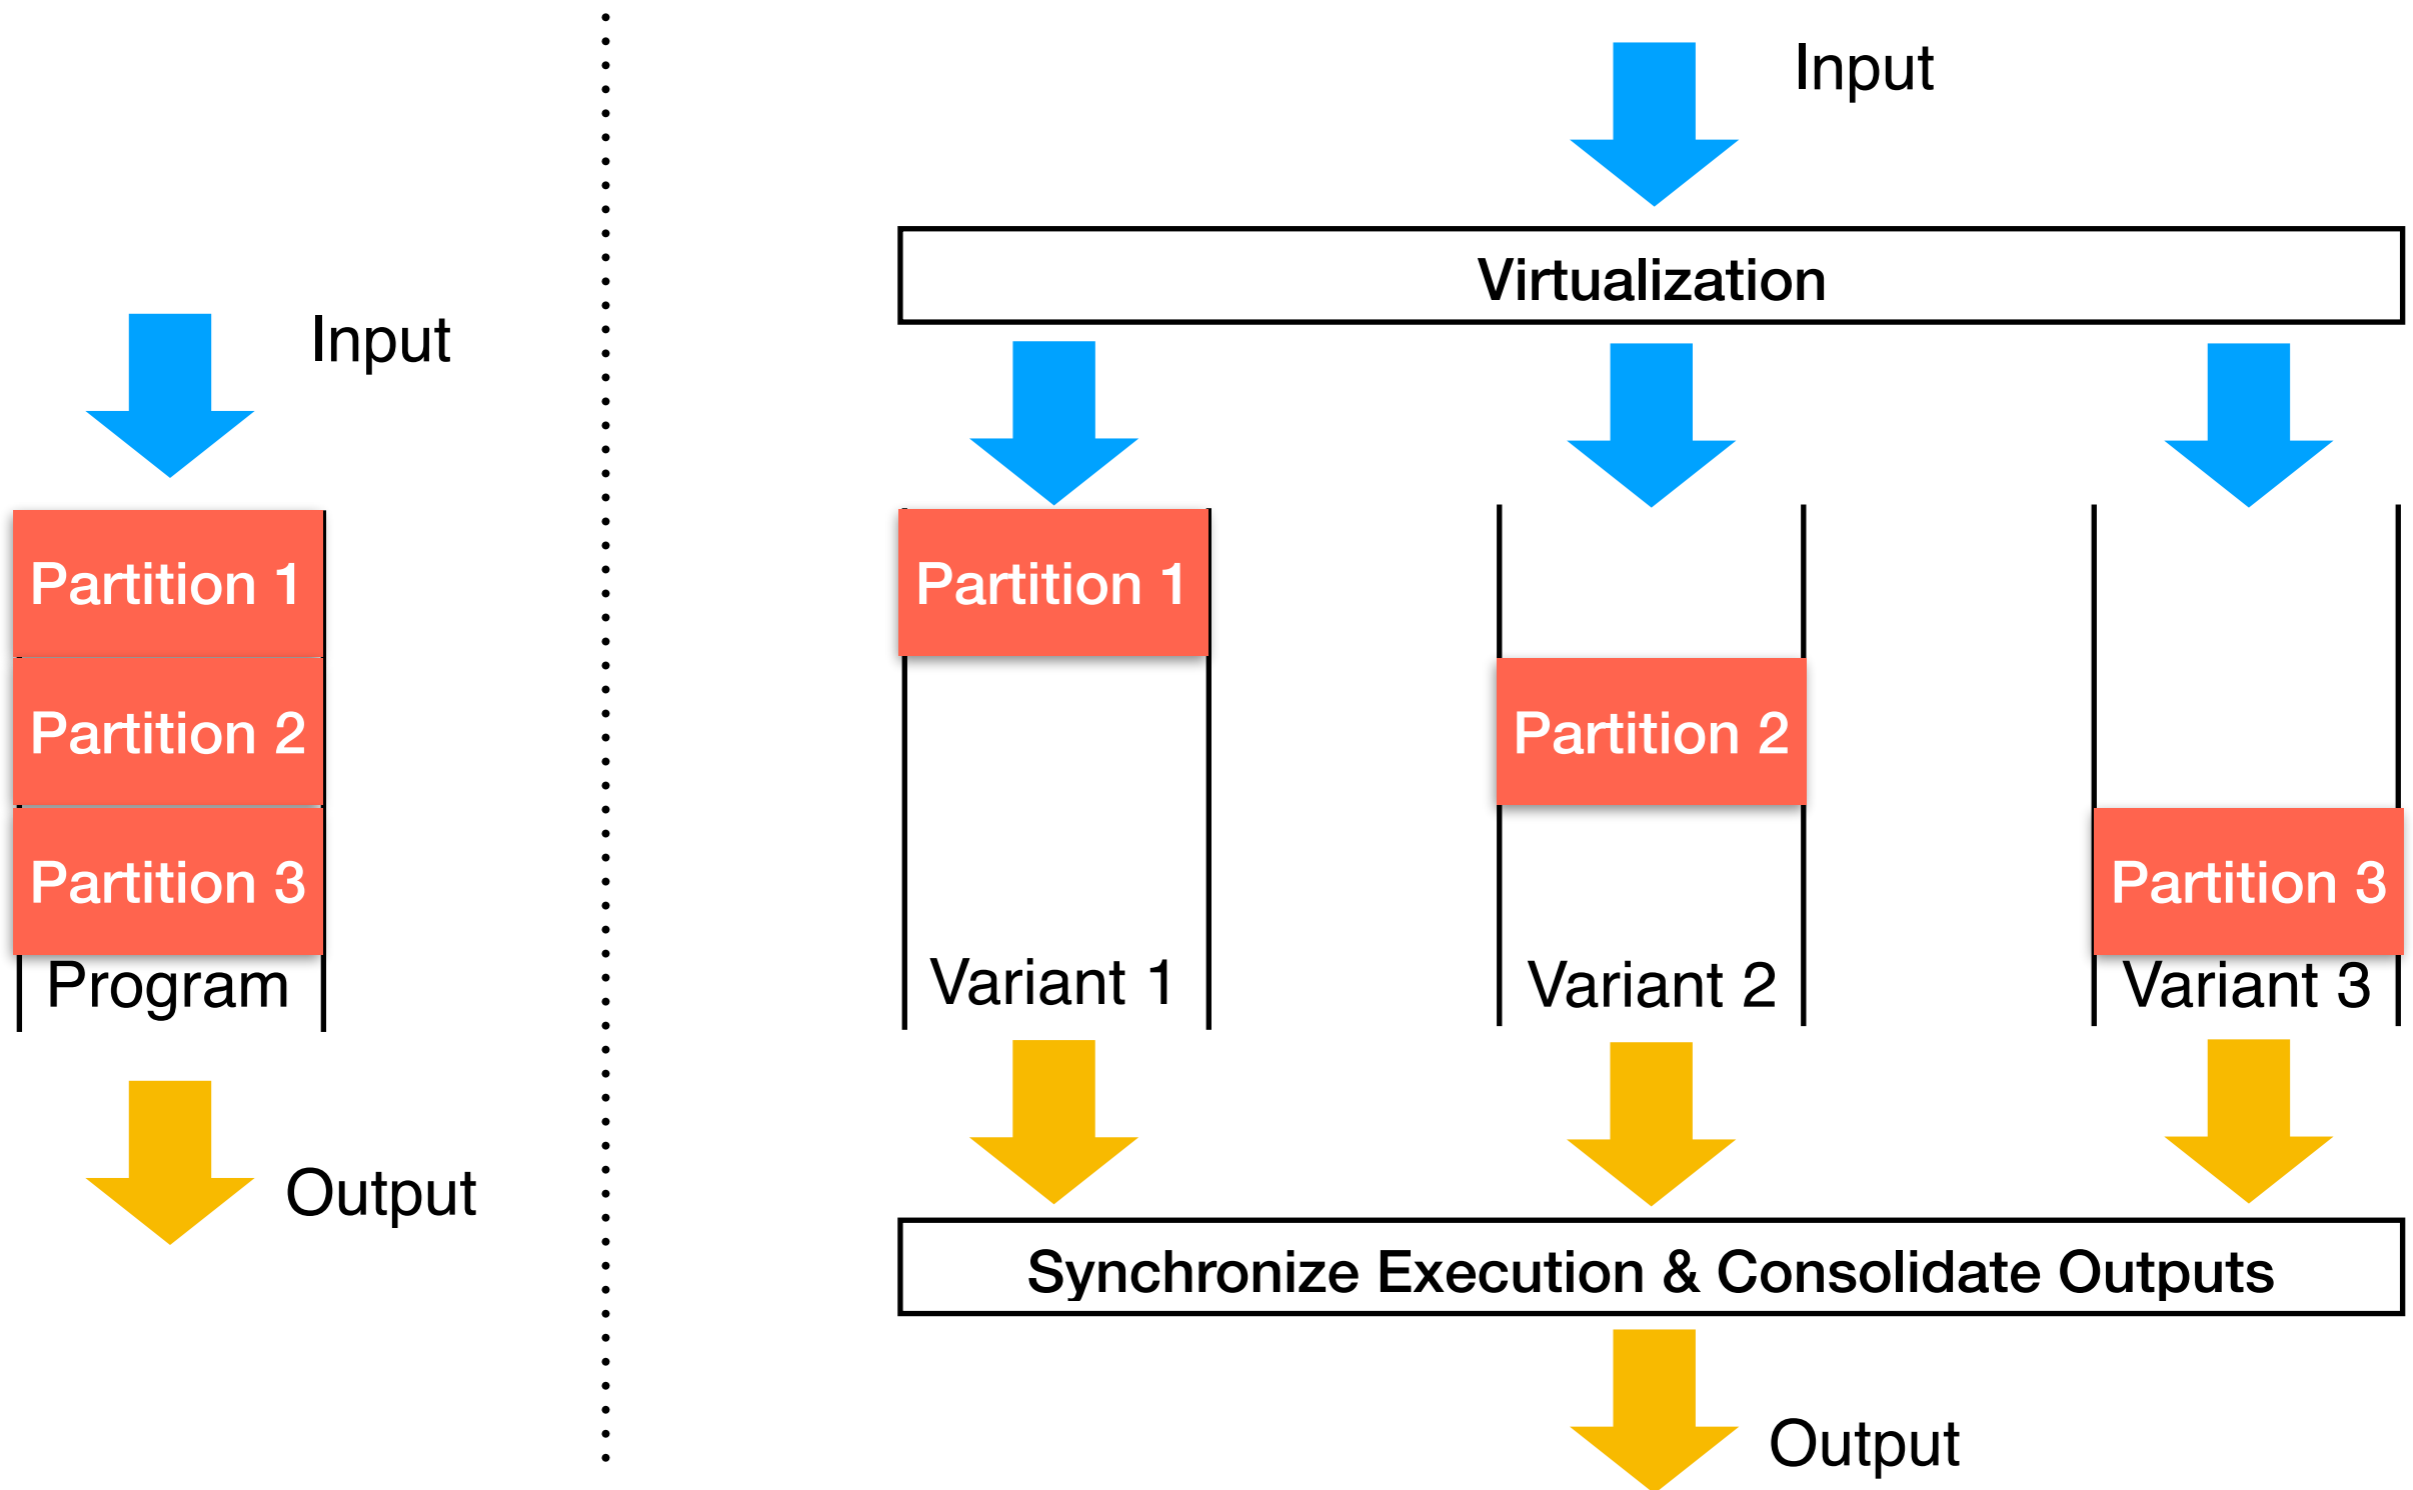 Input
Partition 1
Partition 2
Partition 3
Program
Output
Input
Virtualization
Partition 1
Partition 2
Partition 3
Variant 1
Variant 2
Variant 3
Synchronize Execution & Consolidate Outputs
Output